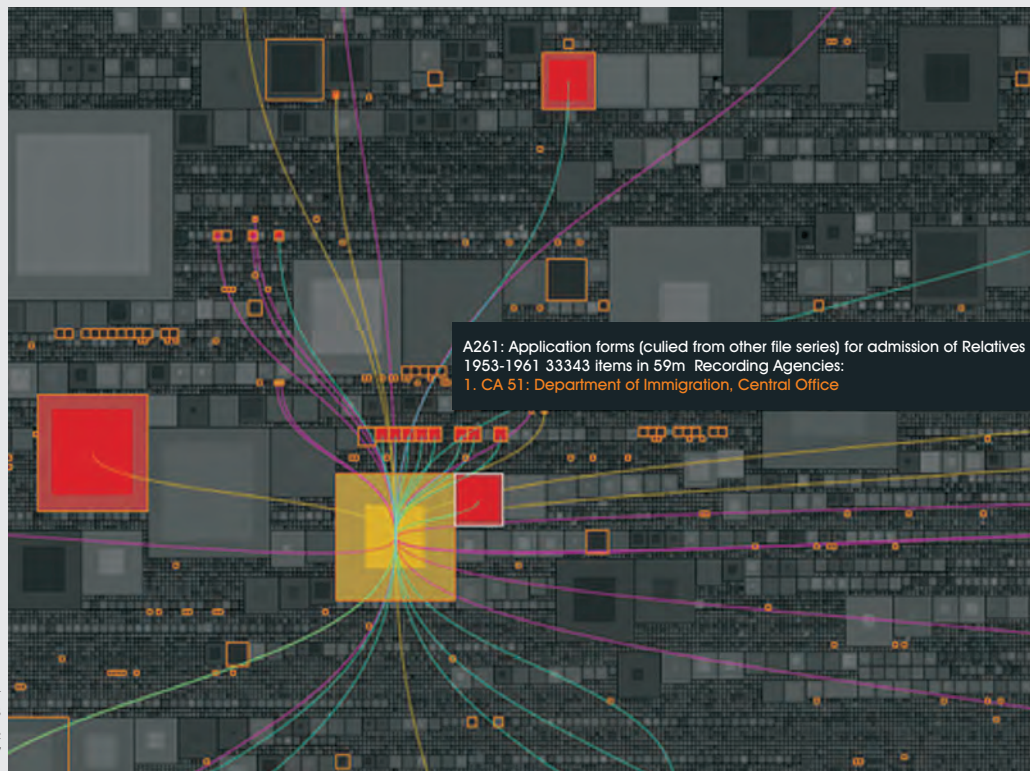 A261: Application forms (culied from other file series) for admission of Relatives
1953-1961 33343 items in 59m Recording Agencies:
1. CA 51: Department of Immigration, Central Office